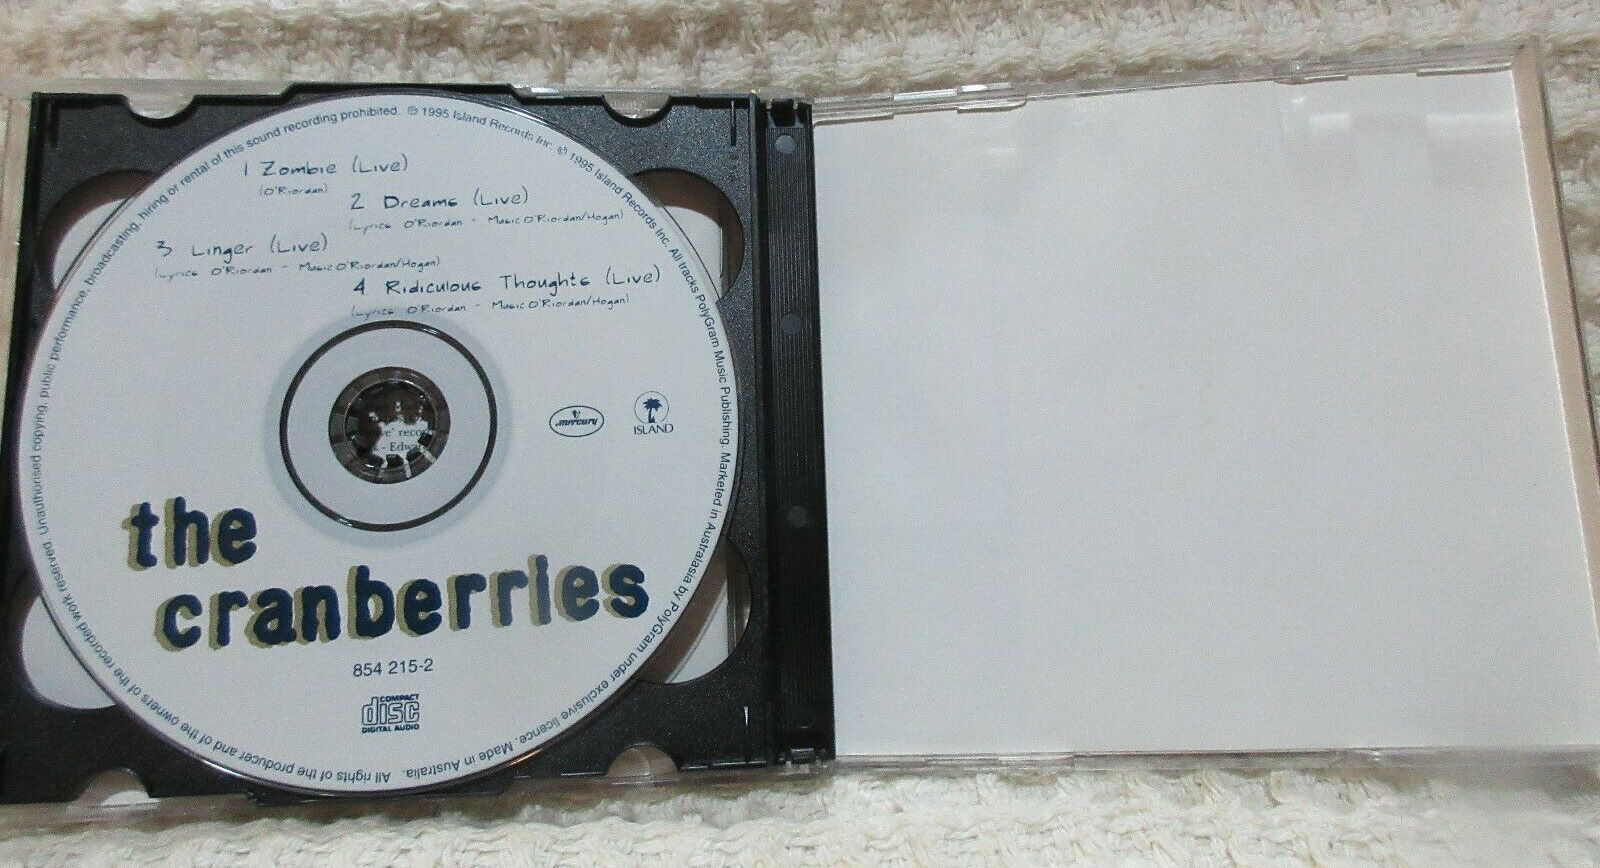 1 Zombie (Live)
(O'Riordan)
2 Dreams (Live)
(Lyrics O'Riordan - Music O'Riordan/Hogan)
3 Linger (Live)
(Lyrics O'Riordan - Music O'Riordan/Hogan)
4 Ridiculous Thoughts (Live)
(Lyrics O'Riordan - Music O'Riordan/Hogan)
mercury
ISLAND
the
cranberries
854 215-2
COMPACT
disc
DIGITAL AUDIO
All rights of the producer and of the owners of the recorded work reserved. Unauthorised copying, public performance, broadcasting, hiring or rental of this sound recording prohibited. ℗ 1995 Island Records Inc. © 1995 Island Records Inc. All tracks PolyGram Music Publishing. Marketed in Australasia by PolyGram under exclusive licence. Made in Australia.